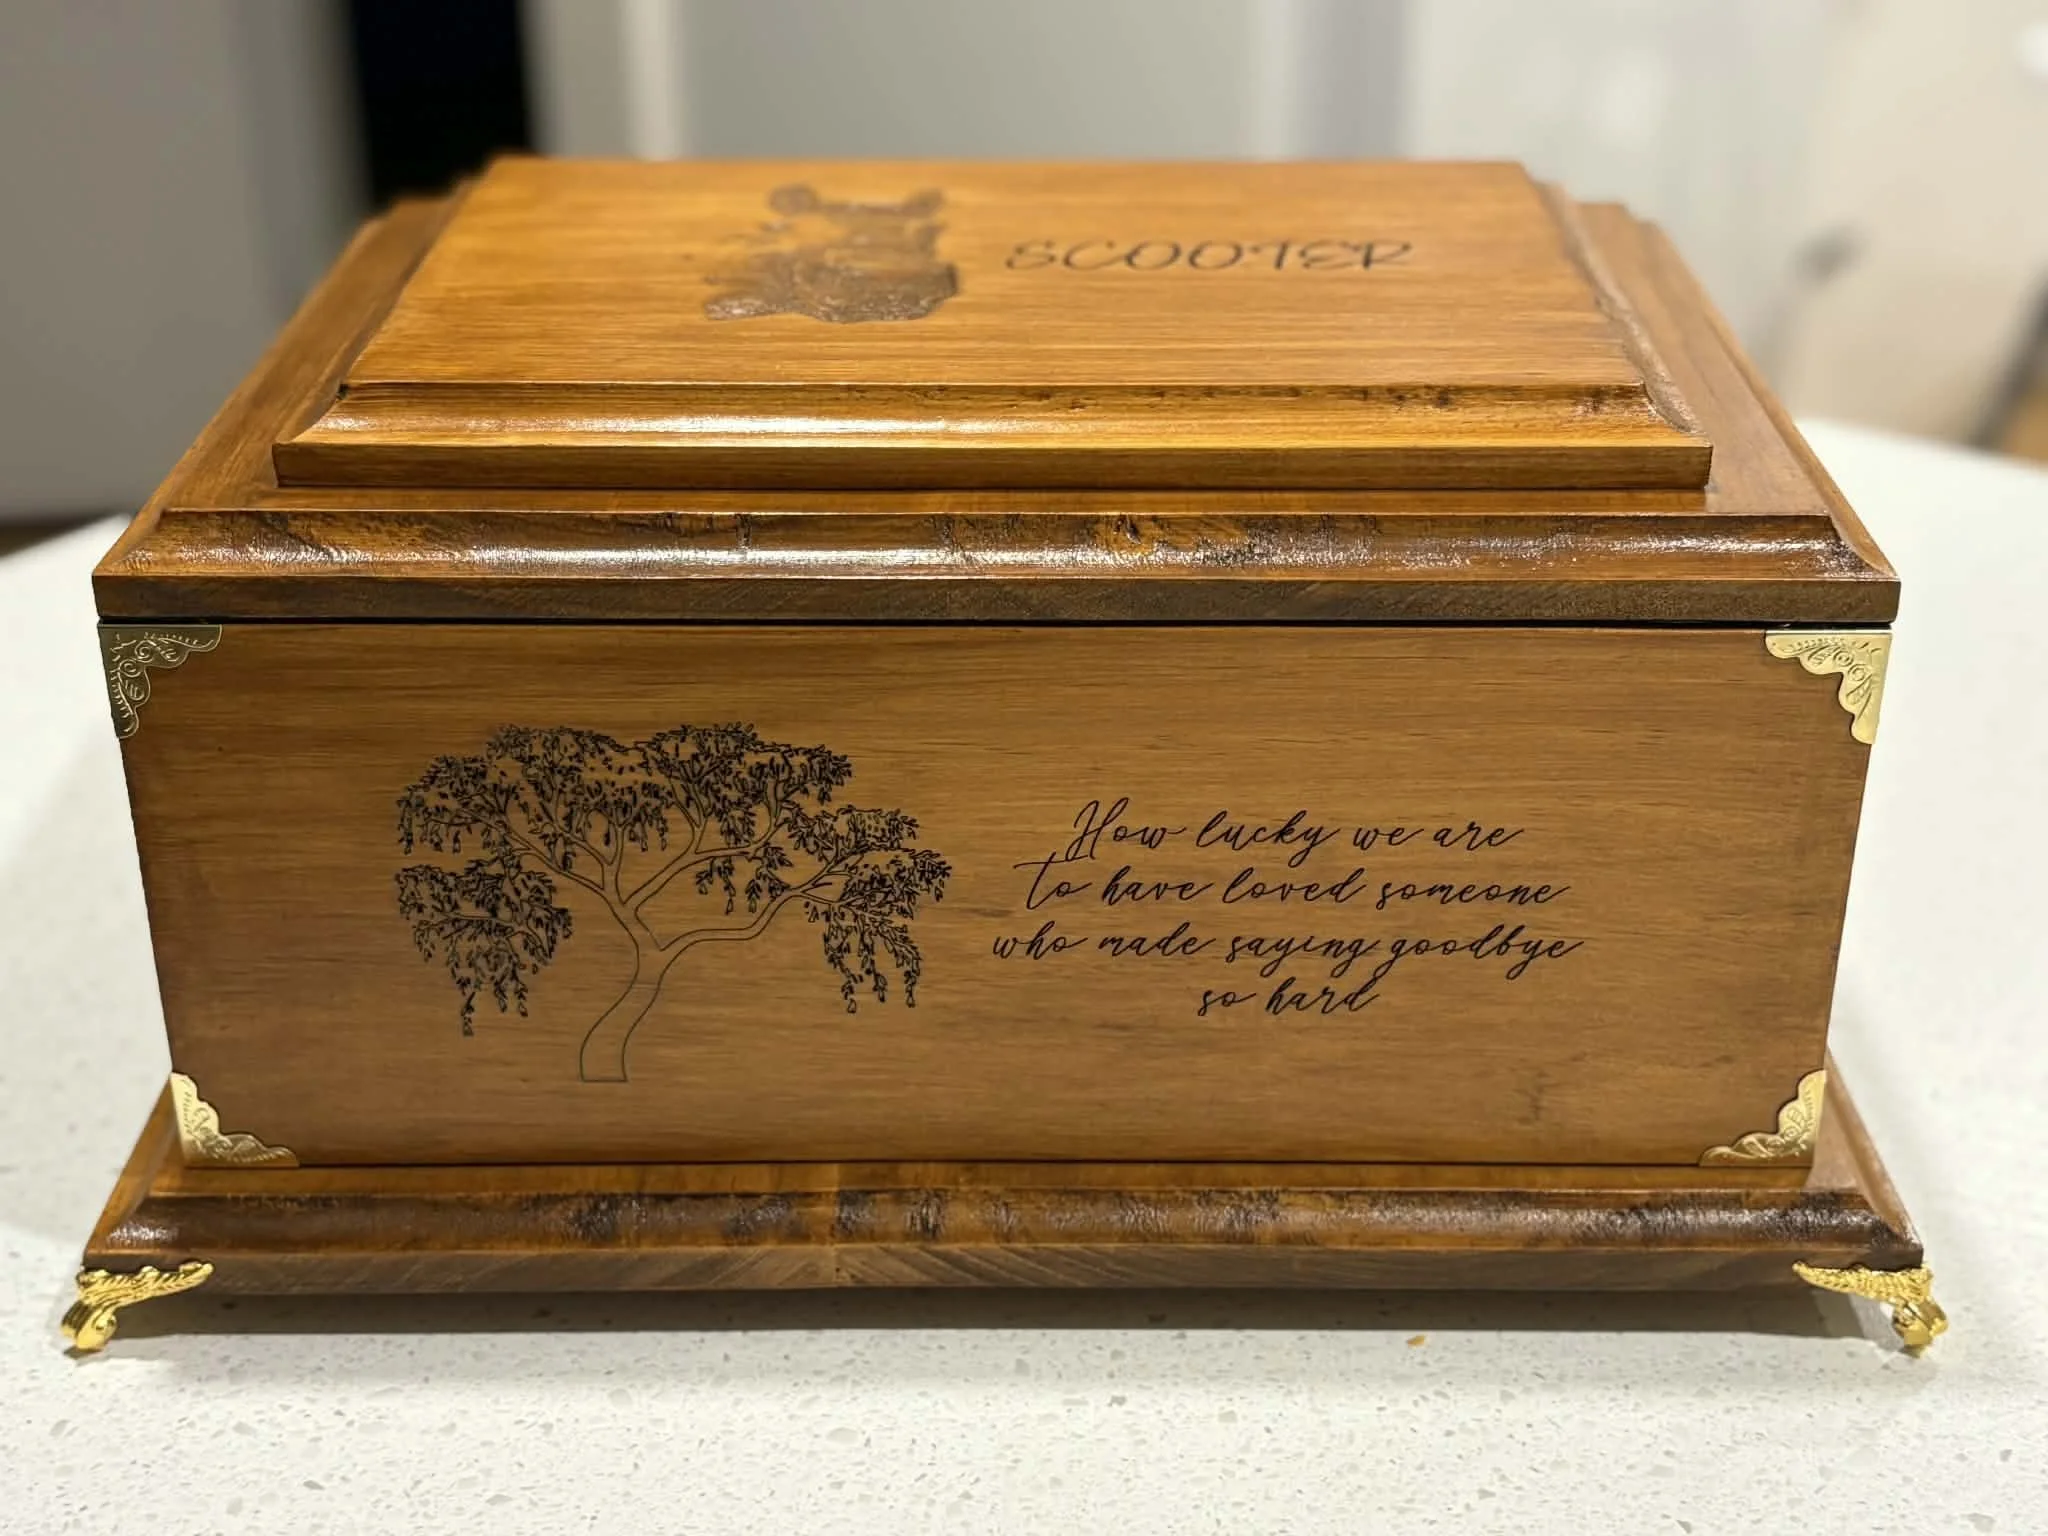 SCOOTER
How lucky we are
to have loved someone
who made saying goodbye
so hard